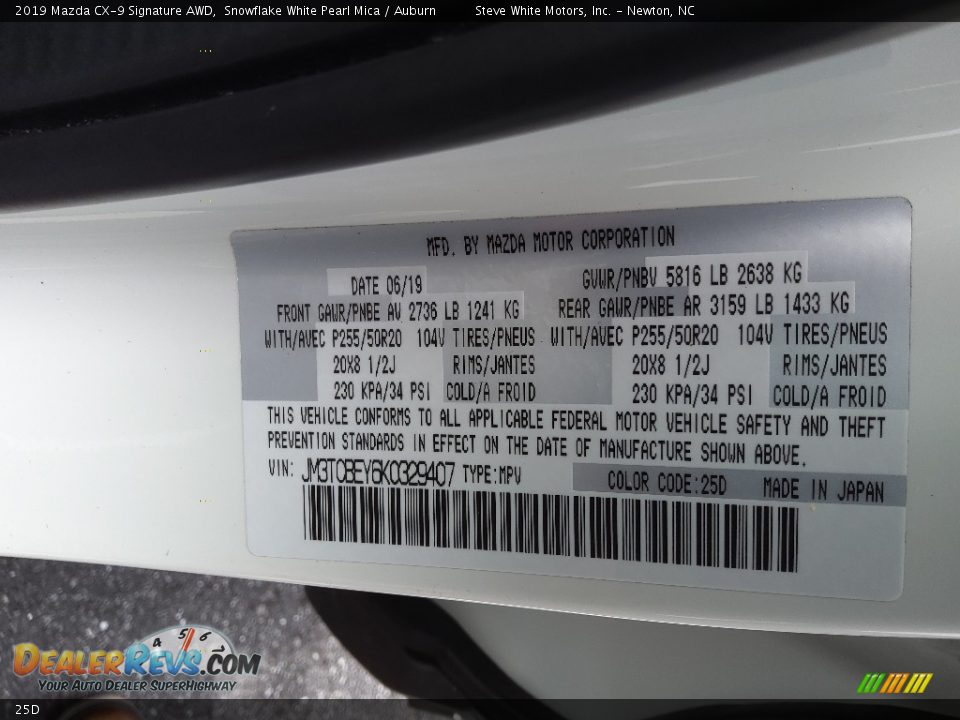 2019 Mazda CX-9 Signature AWD, Snowflake White Pearl Mica / Auburn Steve White Motors, Inc. - Newton, NC
MFD. BY MAZDA MOTOR CORPORATION
DATE 06/19 GVWR/PNBV 5816 LB 2638 KG
FRONT GAWR/PNBE AV 2736 LB 1241 KG REAR GAWR/PNBE AR 3159 LB 1433 KG
WITH/AVEC P255/50R20 104V TIRES/PNEUS WITH/AVEC P255/50R20 104V TIRES/PNEUS
20X8 1/2J RIMS/JANTES 20X8 1/2J RIMS/JANTES
230 KPA/34 PSI COLD/A FROID 230 KPA/34 PSI COLD/A FROID
THIS VEHICLE CONFORMS TO ALL APPLICABLE FEDERAL MOTOR VEHICLE SAFETY AND THEFT
PREVENTION STANDARDS IN EFFECT ON THE DATE OF MANUFACTURE SHOWN ABOVE.
VIN: JM3TCBEY6K0329407 TYPE:MPV COLOR CODE:25D MADE IN JAPAN
4 5 6
DealerRevs.com
Your Auto Dealer SuperHighway
25D